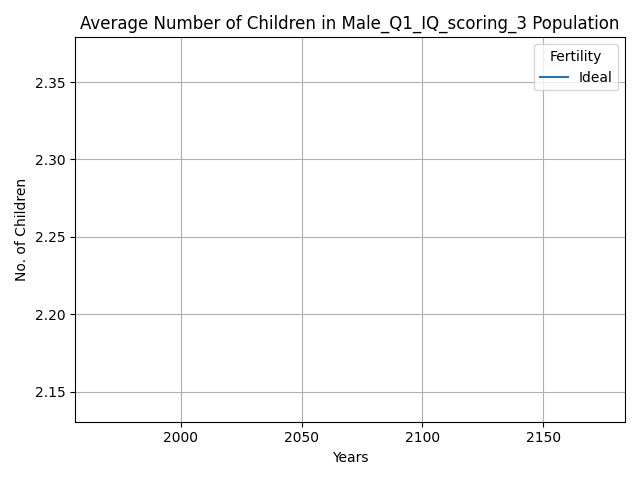 Average Number of Children in Male_Q1_IQ_scoring_3 Population
Fertility
Ideal
2.35
2.30
2.25
2.20
2.15
No. of Children
2000
2050
2100
2150
Years